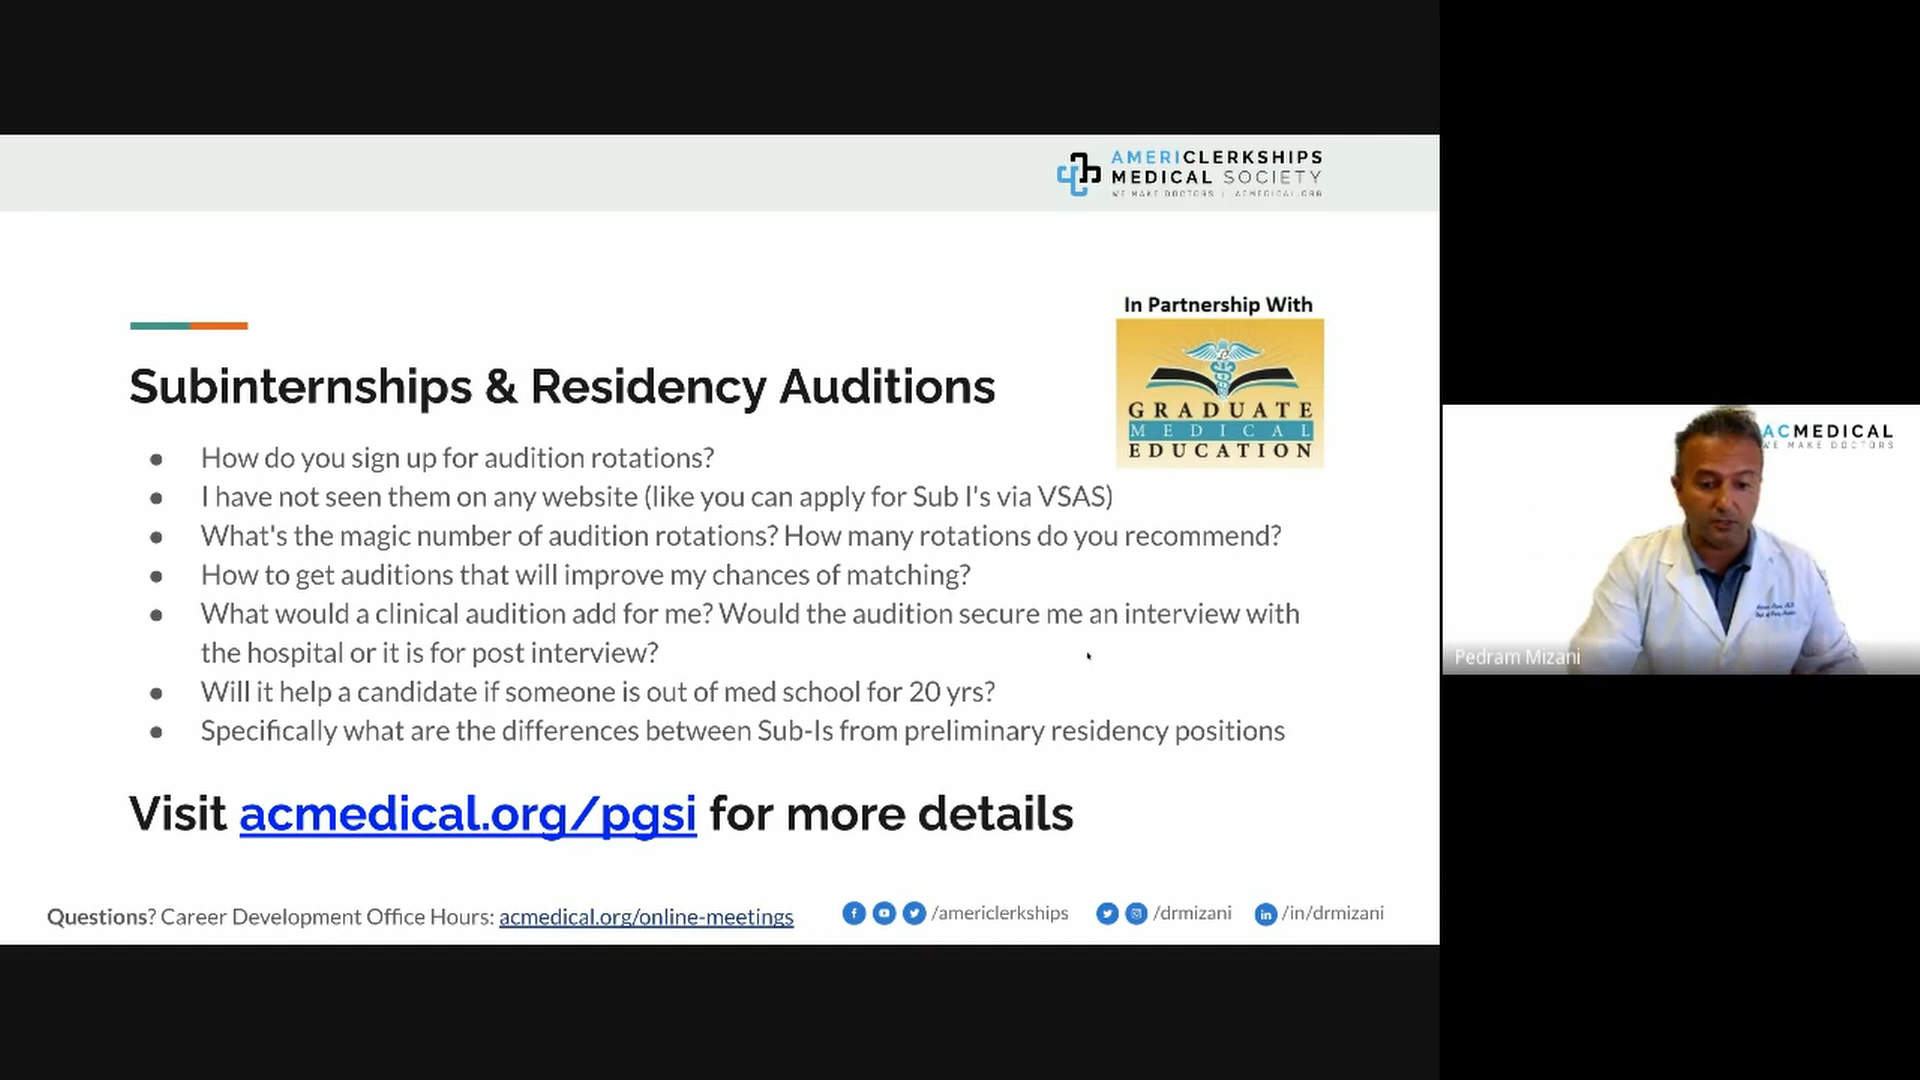 AMERICLERKSHIPS
MEDICAL SOCIETY
WE MAKE DOCTORS | ACMEDICAL.ORG
In Partnership With
GRADUATE
MEDICAL
EDUCATION
Subinternships & Residency Auditions
● How do you sign up for audition rotations?
● I have not seen them on any website (like you can apply for Sub I's via VSAS)
● What's the magic number of audition rotations? How many rotations do you recommend?
● How to get auditions that will improve my chances of matching?
● What would a clinical audition add for me? Would the audition secure me an interview with
the hospital or it is for post interview?
● Will it help a candidate if someone is out of med school for 20 yrs?
● Specifically what are the differences between Sub-Is from preliminary residency positions
Visit acmedical.org/pgsi for more details
Questions? Career Development Office Hours: acmedical.org/online-meetings
/americlerkships
/drmizani
/in/drmizani
ACMEDICAL
WE MAKE DOCTORS
Pedram Mizani